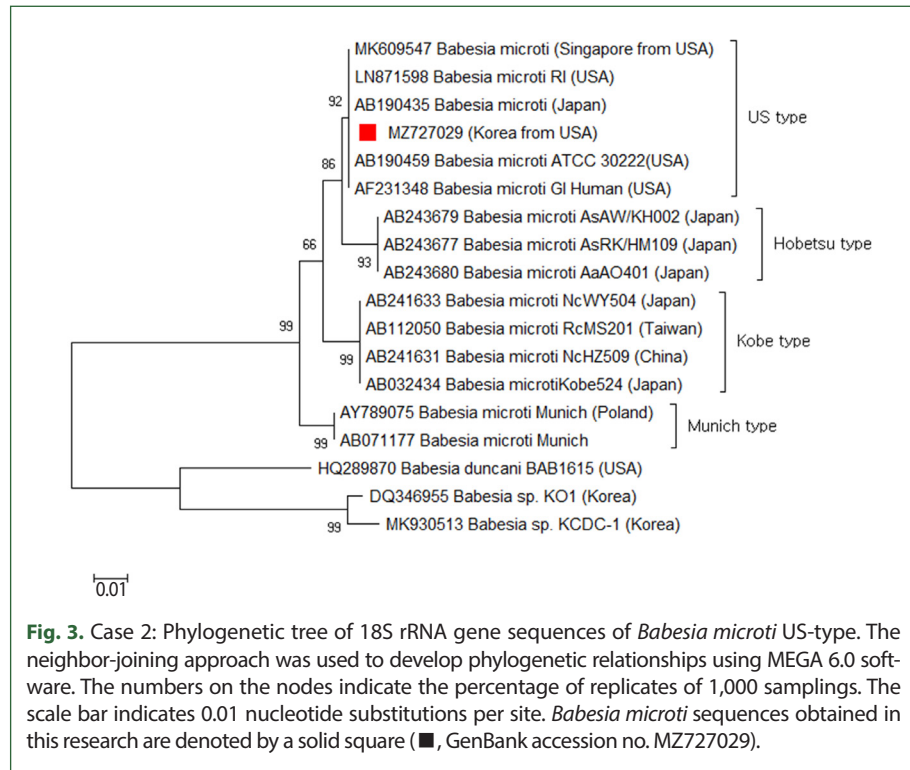 MK609547 Babesia microti (Singapore from USA)
LN871598 Babesia microti RI (USA)
92
AB190435 Babesia microti (Japan)
US type
MZ727029 (Korea from USA)
86
AB190459 Babesia microti ATCC 30222(USA)
AF231348 Babesia microti GI Human (USA)
AB243679 Babesia microti AsAW/KH002 (Japan)
66
AB243677 Babesia microti AsRK/HM109 (Japan)
Hobetsu type
93
AB243680 Babesia microti AaAO401 (Japan)
AB241633 Babesia microti NcWY504 (Japan)
99
AB112050 Babesia microti RcMS201 (Taiwan)
Kobe type
99
AB241631 Babesia microti NcHZ509 (China)
AB032434 Babesia microtiKobe524 (Japan)
AY789075 Babesia microti Munich (Poland)
Munich type
99
AB071177 Babesia microti Munich
HQ289870 Babesia duncani BAB1615 (USA)
DQ346955 Babesia sp. KO1 (Korea)
99
MK930513 Babesia sp. KCDC-1 (Korea)
0.01
Fig. 3. Case 2: Phylogenetic tree of 18S rRNA gene sequences of Babesia microti US-type. The
neighbor-joining approach was used to develop phylogenetic relationships using MEGA 6.0 soft-
ware. The numbers on the nodes indicate the percentage of replicates of 1,000 samplings. The
scale bar indicates 0.01 nucleotide substitutions per site. Babesia microti sequences obtained in
this research are denoted by a solid square (■, GenBank accession no. MZ727029).